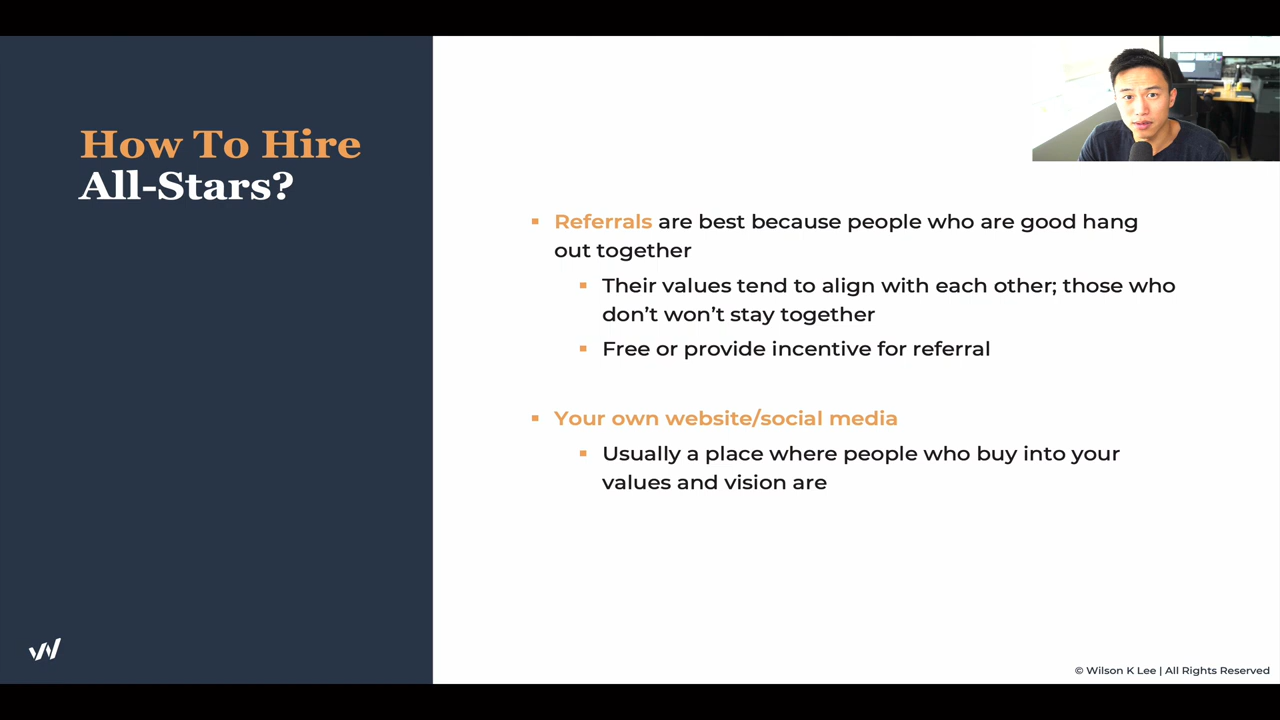 How To Hire
All-Stars?
▪ Referrals are best because people who are good hang
out together
▪ Their values tend to align with each other; those who
don’t won’t stay together
▪ Free or provide incentive for referral
▪ Your own website/social media
▪ Usually a place where people who buy into your
values and vision are
© Wilson K Lee | All Rights Reserved